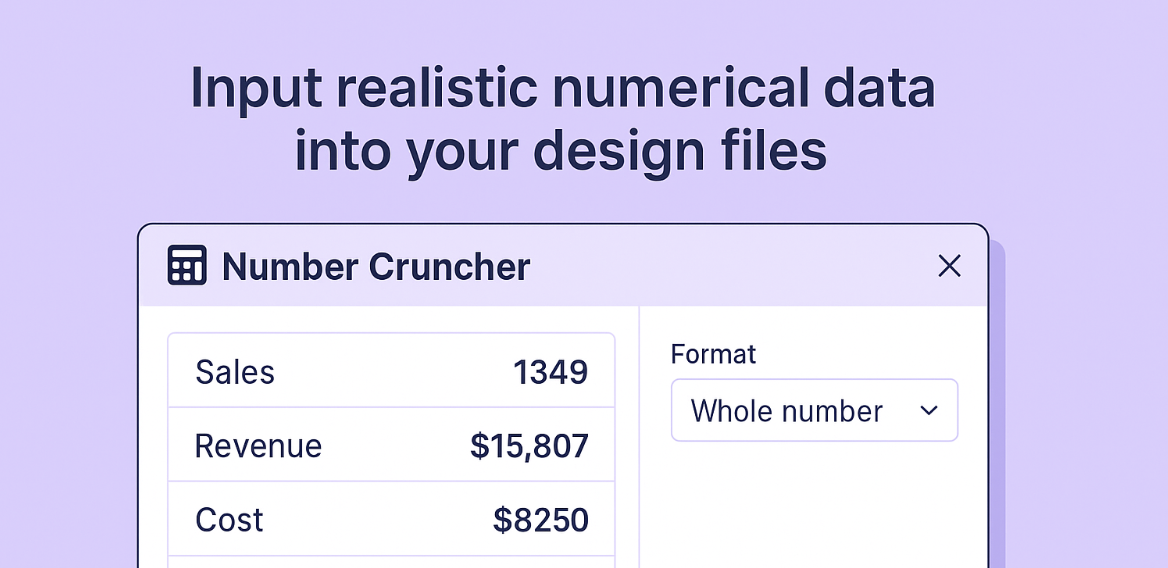 Input realistic numerical data
into your design files
Number Cruncher
Sales 1349
Revenue $15,807
Cost $8250
Format
Whole number